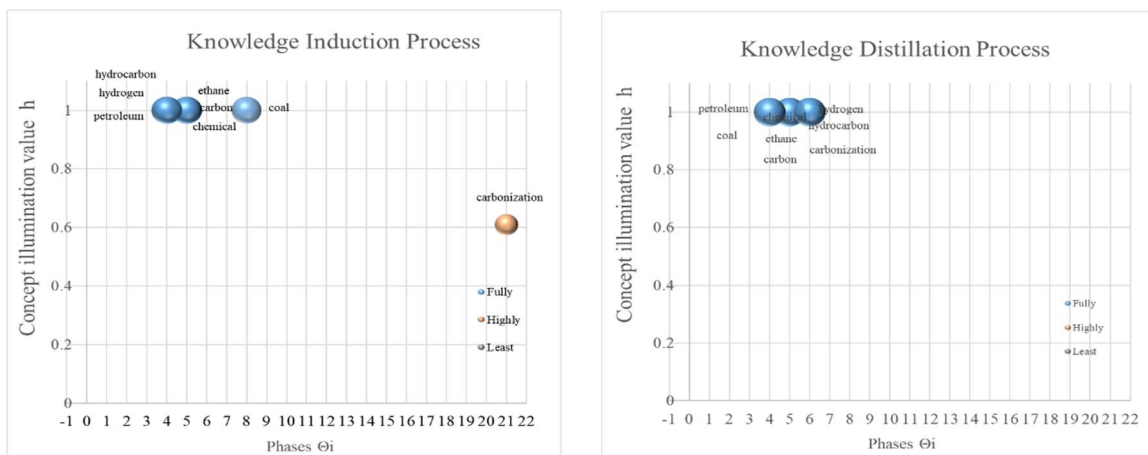 Knowledge Induction Process
Concept illumination value h
hydrocarbon
hydrogen
petroleum
ethane
carbon
chemical
coal
carbonization
1
0.8
0.6
0.4
0.2
0
Fully
Highly
Least
-1 0 1 2 3 4 5 6 7 8 9 10 11 12 13 14 15 16 17 18 19 20 21 22
Phases Θi
Knowledge Distillation Process
Concept illumination value h
petroleum
coal
chemical
ethane
carbon
hydrogen
hydrocarbon
carbonization
1
0.8
0.6
0.4
0.2
0
Fully
Highly
Least
-1 0 1 2 3 4 5 6 7 8 9 10 11 12 13 14 15 16 17 18 19 20 21 22
Phases Θi